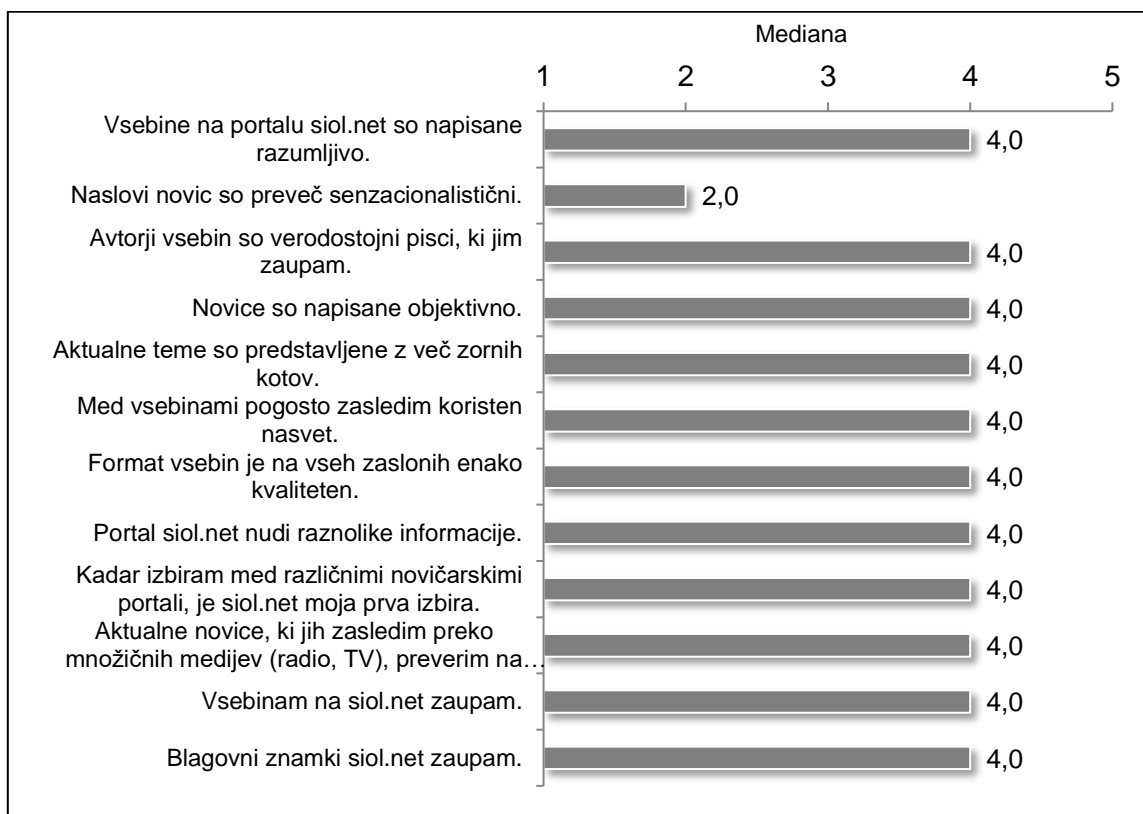 Mediana
1 2 3 4 5
Vsebine na portalu siol.net so napisane
razumljivo.
4,0
Naslovi novic so preveč senzacionalistični.
2,0
Avtorji vsebin so verodostojni pisci, ki jim
zaupam.
4,0
Novice so napisane objektivno.
4,0
Aktualne teme so predstavljene z več zornih
kotov.
4,0
Med vsebinami pogosto zasledim koristen
nasvet.
4,0
Format vsebin je na vseh zaslonih enako
kvaliteten.
4,0
Portal siol.net nudi raznolike informacije.
4,0
Kadar izbiram med različnimi novičarskimi
portali, je siol.net moja prva izbira.
4,0
Aktualne novice, ki jih zasledim preko
množičnih medijev (radio, TV), preverim na…
4,0
Vsebinam na siol.net zaupam.
4,0
Blagovni znamki siol.net zaupam.
4,0